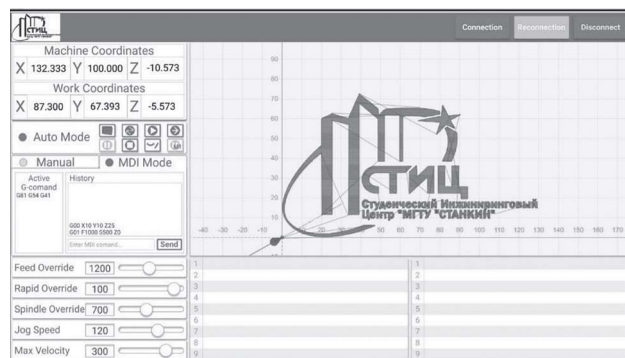 СТИЦ
Connection
Reconnection
Disconnect
Machine Coordinates
X 132.333 Y 100.000 Z -10.573
Work Coordinates
X 87.300 Y 67.393 Z -5.573
Auto Mode
Manual
MDI Mode
Active
G-comand
G81 G54 G41
History
G00 X10 Y10 Z25
G01 F1000 S500 Z0
Enter MDI comand...
Send
Feed Override 1200
Rapid Override 100
Spindle Override 700
Jog Speed 120
Max Velocity 300
90
80
70
60
50
40
30
20
10
-40 -30 -20 -10 20 30 50 60 70 80 90 100 110 120 130 140 150 160 170
СТИЦ
Студенческий Инжиниринговый
Центр "МГТУ "СТАНКИН"
1 1
2 2
3 3
4 4
5 5
6 6
7 7
8 8
9 9